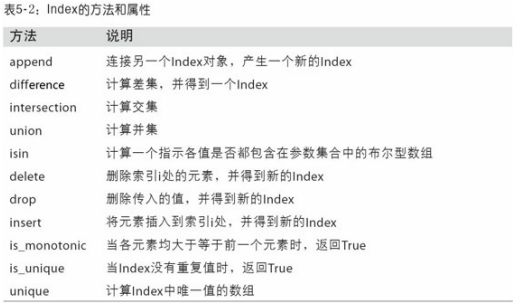 表5-2：Index的方法和属性
方法 说明
append 连接另一个Index对象，产生一个新的Index
difference 计算差集，并得到一个Index
intersection 计算交集
union 计算并集
isin 计算一个指示各值是否都包含在参数集合中的布尔型数组
delete 删除索引i处的元素，并得到新的Index
drop 删除传入的值，并得到新的Index
insert 将元素插入到索引i处，并得到新的Index
is_monotonic 当各元素均大于等于前一个元素时，返回True
is_unique 当Index没有重复值时，返回True
unique 计算Index中唯一值的数组